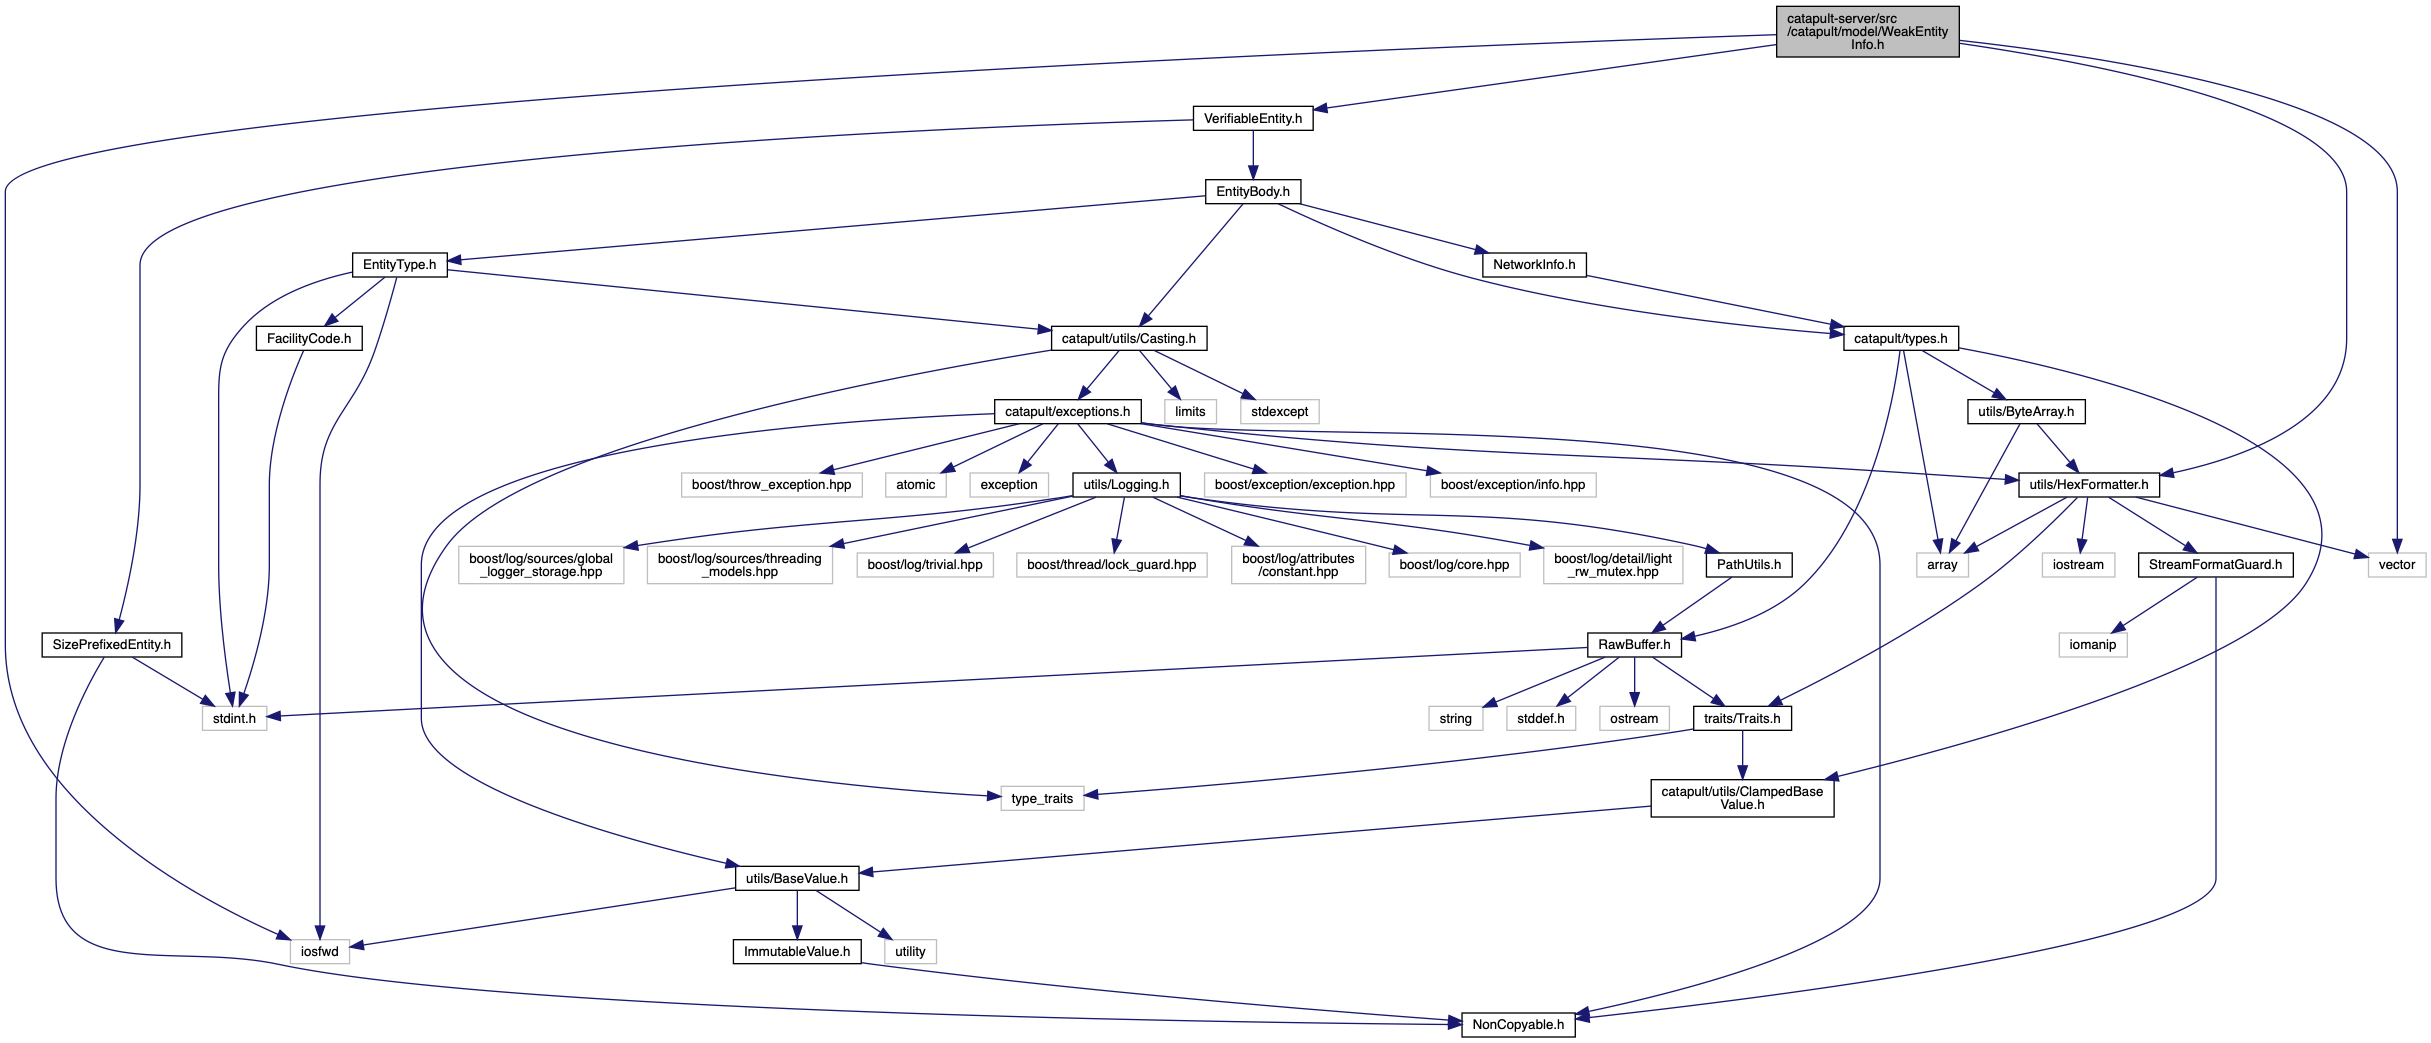 catapult-server/src
/catapult/model/WeakEntity
Info.h
VerifiableEntity.h
EntityBody.h
EntityType.h
NetworkInfo.h
FacilityCode.h
catapult/utils/Casting.h
catapult/types.h
catapult/exceptions.h
limits
stdexcept
utils/ByteArray.h
boost/throw_exception.hpp
atomic
exception
utils/Logging.h
boost/exception/exception.hpp
boost/exception/info.hpp
utils/HexFormatter.h
boost/log/sources/global
_logger_storage.hpp
boost/log/sources/threading
_models.hpp
boost/log/trivial.hpp
boost/thread/lock_guard.hpp
boost/log/attributes
/constant.hpp
boost/log/core.hpp
boost/log/detail/light
_rw_mutex.hpp
PathUtils.h
array
iostream
StreamFormatGuard.h
vector
SizePrefixedEntity.h
RawBuffer.h
iomanip
stdint.h
string
stddef.h
ostream
traits/Traits.h
type_traits
catapult/utils/ClampedBase
Value.h
utils/BaseValue.h
iosfwd
ImmutableValue.h
utility
NonCopyable.h